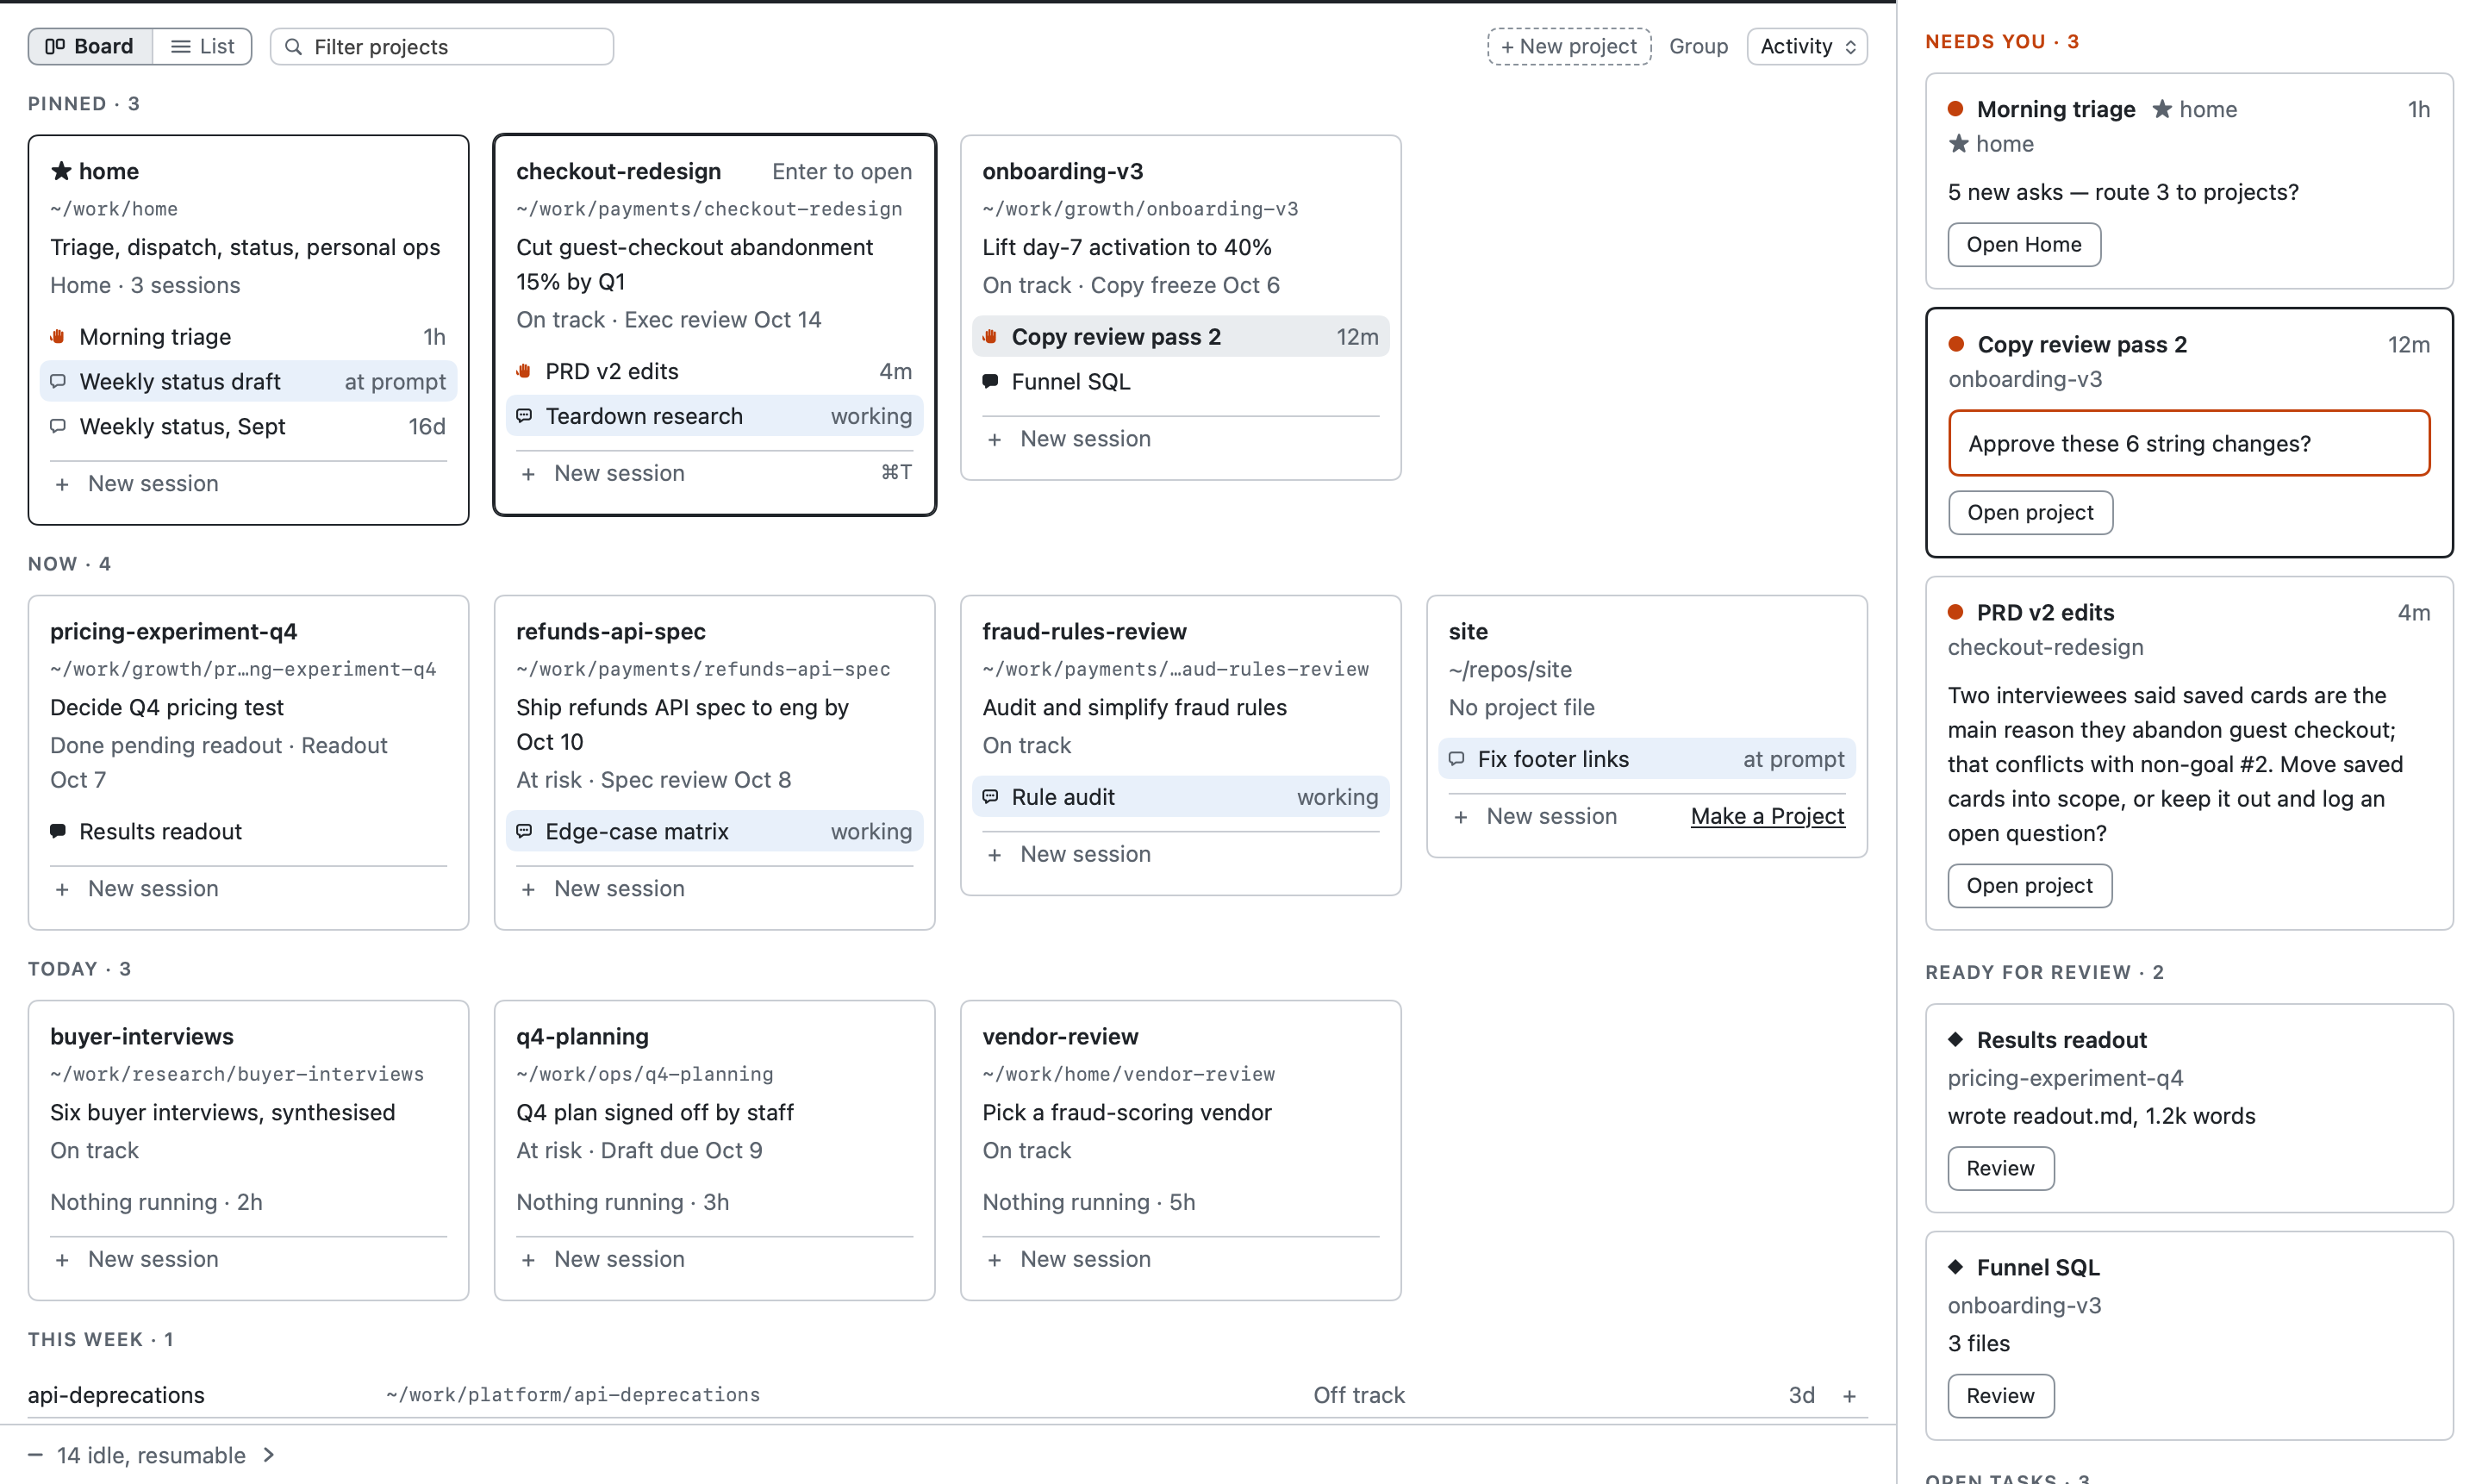 Board
List
Filter projects
+ New project
Group
Activity
PINNED · 3
★ home
~/work/home
Triage, dispatch, status, personal ops
Home · 3 sessions
Morning triage 1h
Weekly status draft at prompt
Weekly status, Sept 16d
+ New session
checkout-redesign Enter to open
~/work/payments/checkout-redesign
Cut guest-checkout abandonment
15% by Q1
On track · Exec review Oct 14
PRD v2 edits 4m
Teardown research working
+ New session ⌘T
onboarding-v3
~/work/growth/onboarding-v3
Lift day-7 activation to 40%
On track · Copy freeze Oct 6
Copy review pass 2 12m
Funnel SQL
+ New session
NOW · 4
pricing-experiment-q4
~/work/growth/pr…ng-experiment-q4
Decide Q4 pricing test
Done pending readout · Readout
Oct 7
Results readout
+ New session
refunds-api-spec
~/work/payments/refunds-api-spec
Ship refunds API spec to eng by
Oct 10
At risk · Spec review Oct 8
Edge-case matrix working
+ New session
fraud-rules-review
~/work/payments/…aud-rules-review
Audit and simplify fraud rules
On track
Rule audit working
+ New session
site
~/repos/site
No project file
Fix footer links at prompt
+ New session Make a Project
TODAY · 3
buyer-interviews
~/work/research/buyer-interviews
Six buyer interviews, synthesised
On track
Nothing running · 2h
+ New session
q4-planning
~/work/ops/q4-planning
Q4 plan signed off by staff
At risk · Draft due Oct 9
Nothing running · 3h
+ New session
vendor-review
~/work/home/vendor-review
Pick a fraud-scoring vendor
On track
Nothing running · 5h
+ New session
THIS WEEK · 1
api-deprecations ~/work/platform/api-deprecations Off track 3d +
14 idle, resumable
NEEDS YOU · 3
Morning triage ★ home 1h
★ home
5 new asks — route 3 to projects?
Open Home
Copy review pass 2 12m
onboarding-v3
Approve these 6 string changes?
Open project
PRD v2 edits 4m
checkout-redesign
Two interviewees said saved cards are the
main reason they abandon guest checkout;
that conflicts with non-goal #2. Move saved
cards into scope, or keep it out and log an
open question?
Open project
READY FOR REVIEW · 2
◆ Results readout
pricing-experiment-q4
wrote readout.md, 1.2k words
Review
◆ Funnel SQL
onboarding-v3
3 files
Review
OPEN TASKS · 3